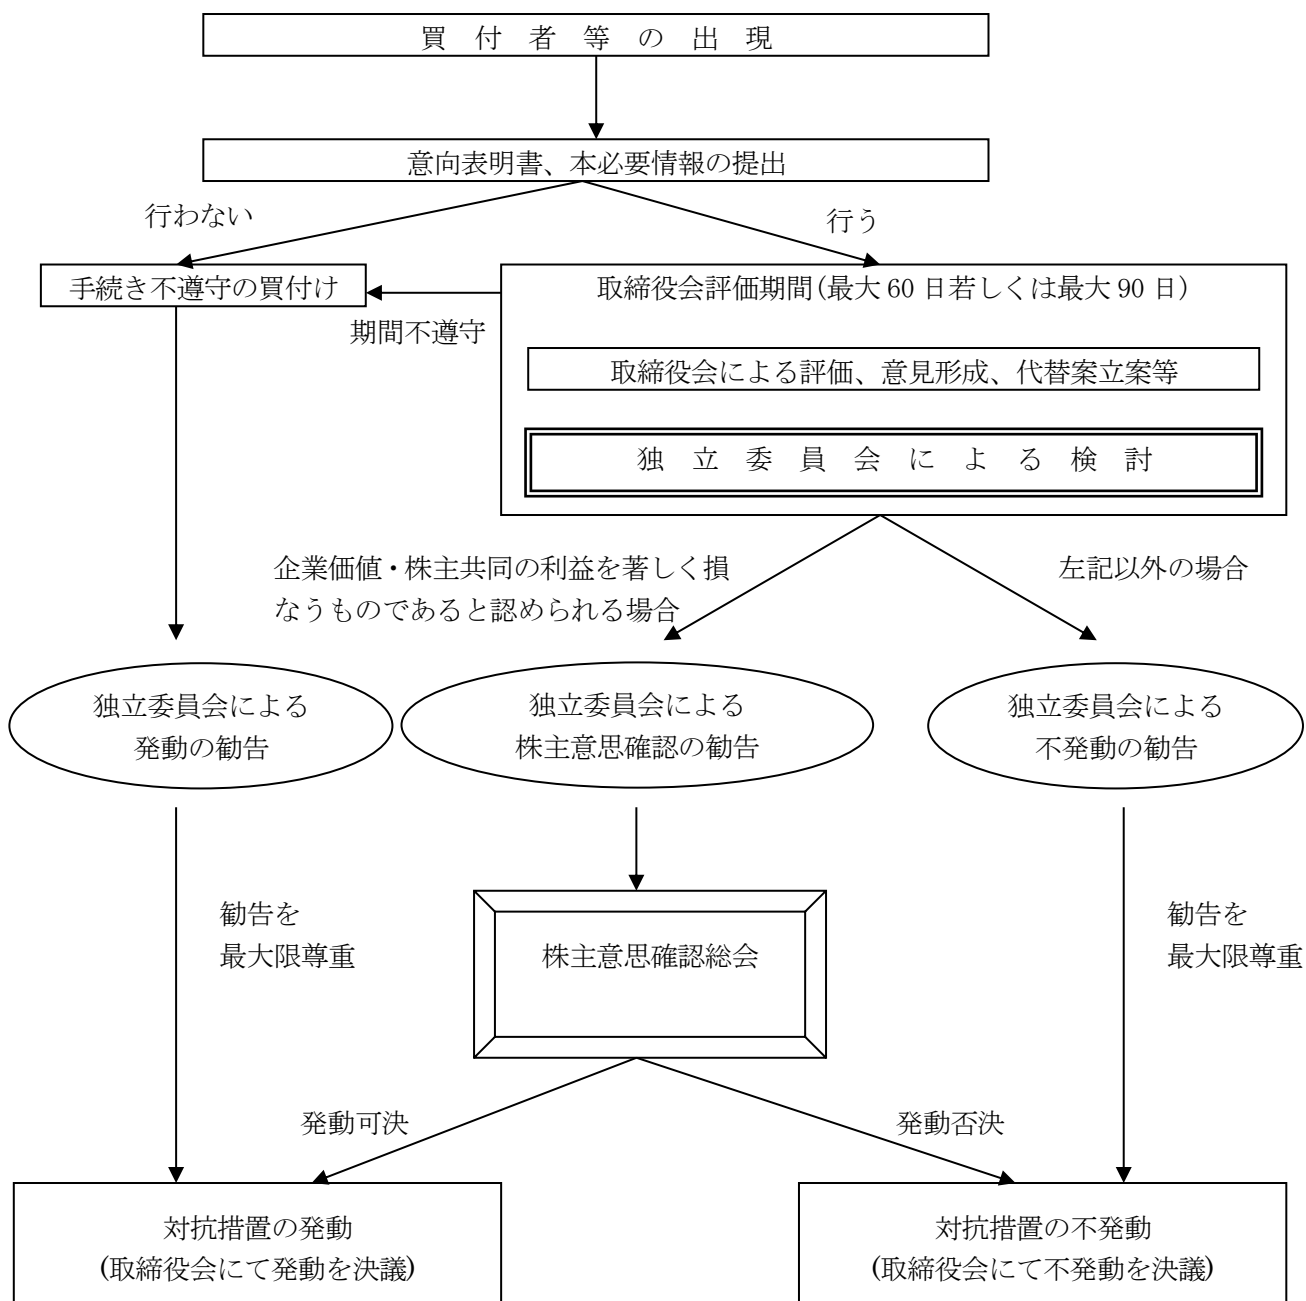 買付者等の出現
意向表明書、本必要情報の提出
行わない
行う
手続き不遵守の買付け
取締役会評価期間(最大 60 日若しくは最大 90 日)
期間不遵守
取締役会による評価、意見形成、代替案立案等
独立委員会による検討
企業価値・株主共同の利益を著しく損
なうものであると認められる場合
左記以外の場合
独立委員会による
発動の勧告
独立委員会による
株主意思確認の勧告
独立委員会による
不発動の勧告
勧告を
最大限尊重
株主意思確認総会
勧告を
最大限尊重
発動可決
発動否決
対抗措置の発動
(取締役会にて発動を決議)
対抗措置の不発動
(取締役会にて不発動を決議)